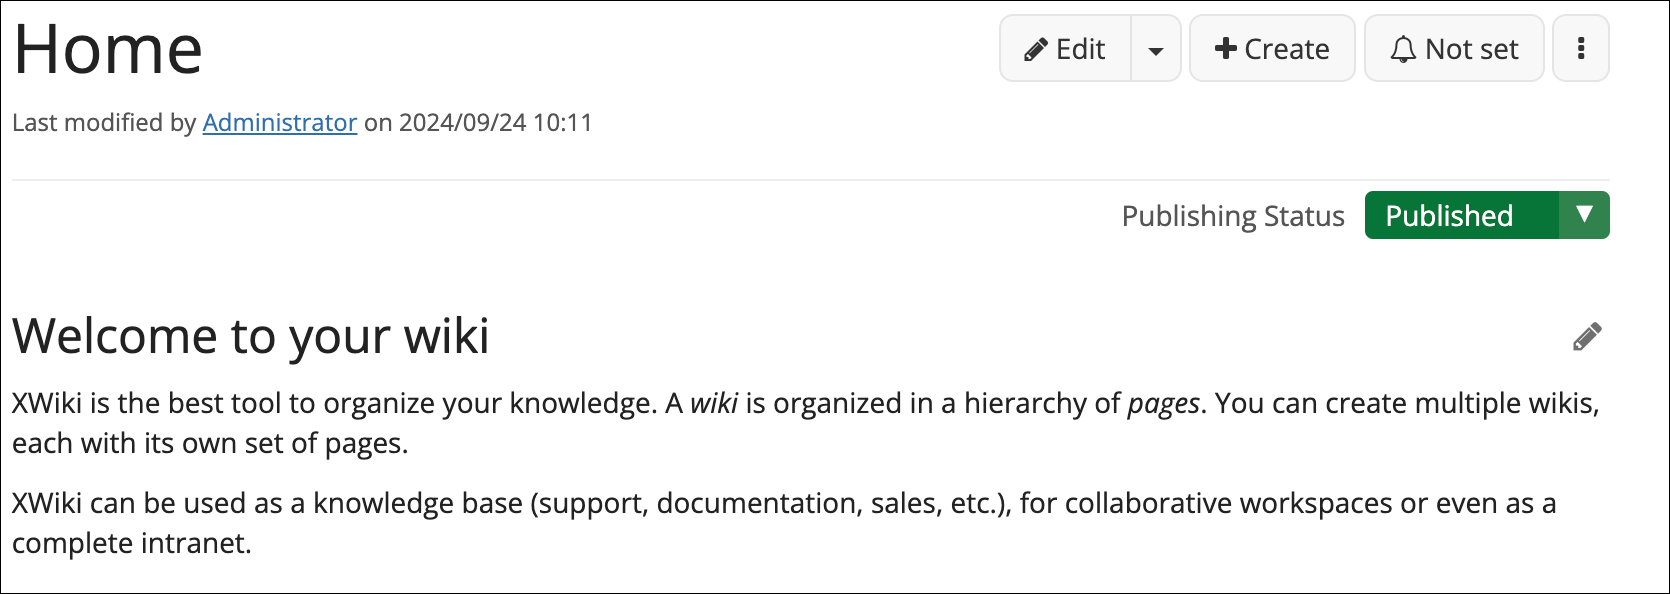 Home
Edit
Create
Not set
Last modified by Administrator on 2024/09/24 10:11
Publishing Status Published
Welcome to your wiki
XWiki is the best tool to organize your knowledge. A wiki is organized in a hierarchy of pages. You can create multiple wikis,
each with its own set of pages.
XWiki can be used as a knowledge base (support, documentation, sales, etc.), for collaborative workspaces or even as a
complete intranet.